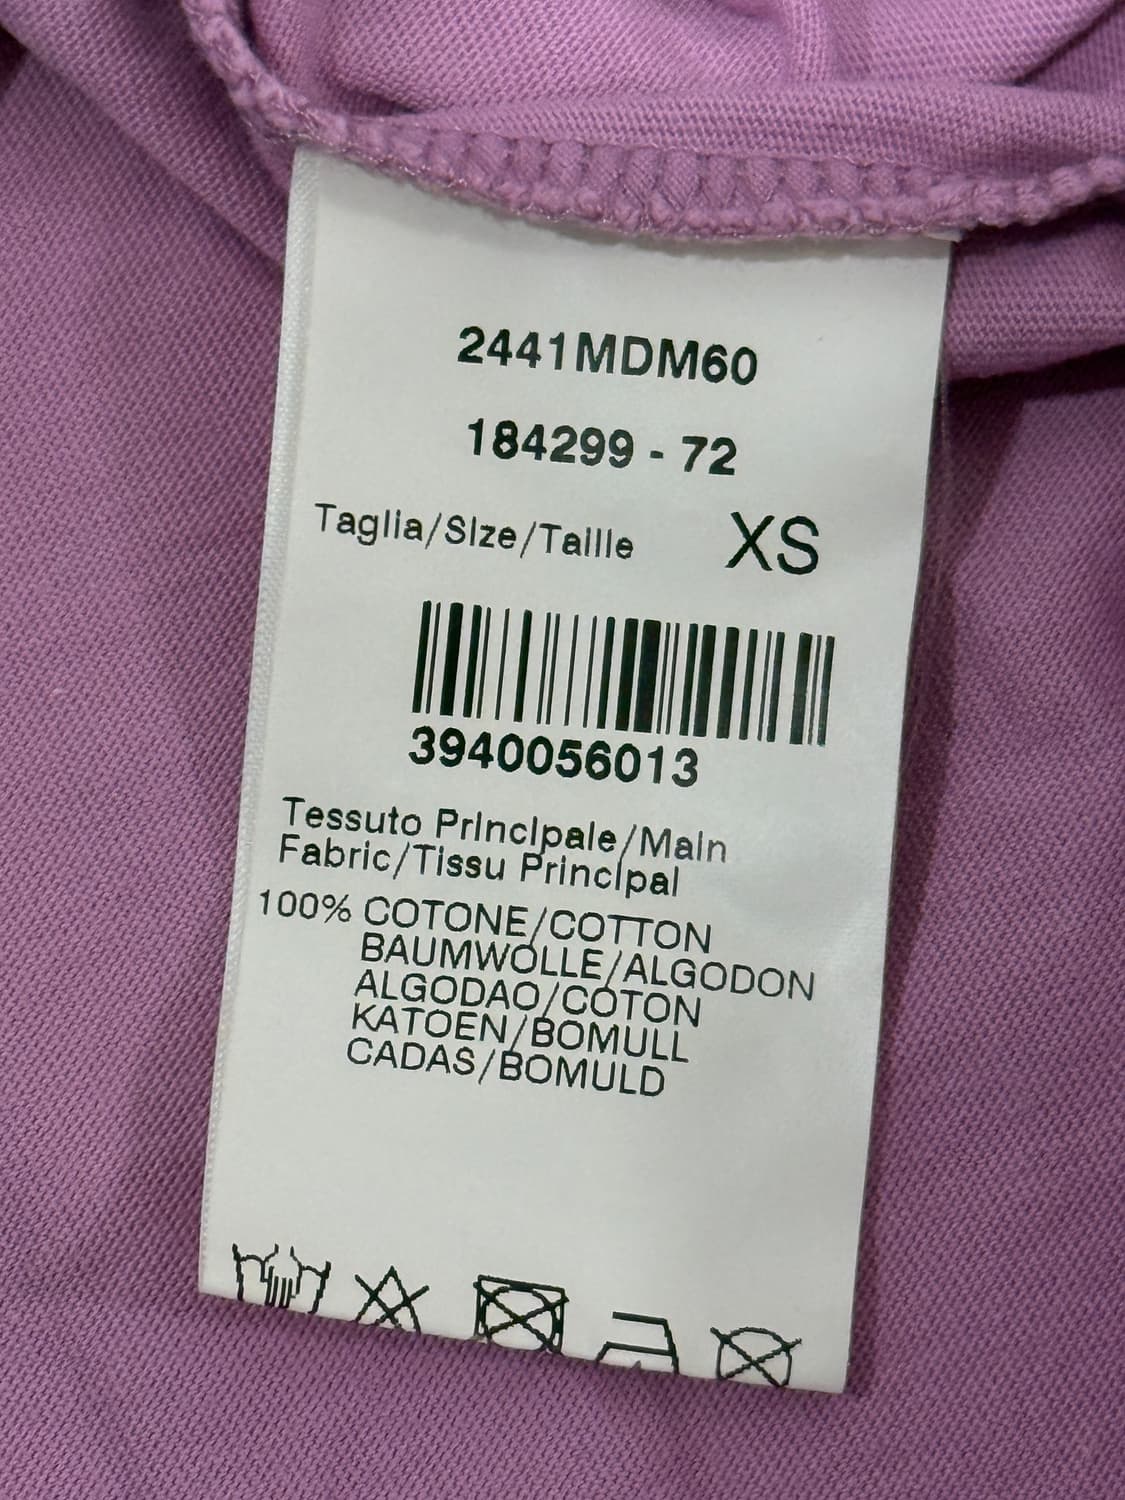 2441MDM60
184299 - 72
Taglia/Size/Taille XS
3940056013
Tessuto Principale/Main
Fabric/Tissu Principal
100% COTONE/COTTON
BAUMWOLLE/ALGODON
ALGODAO/COTON
KATOEN/BOMULL
CADAS/BOMULD